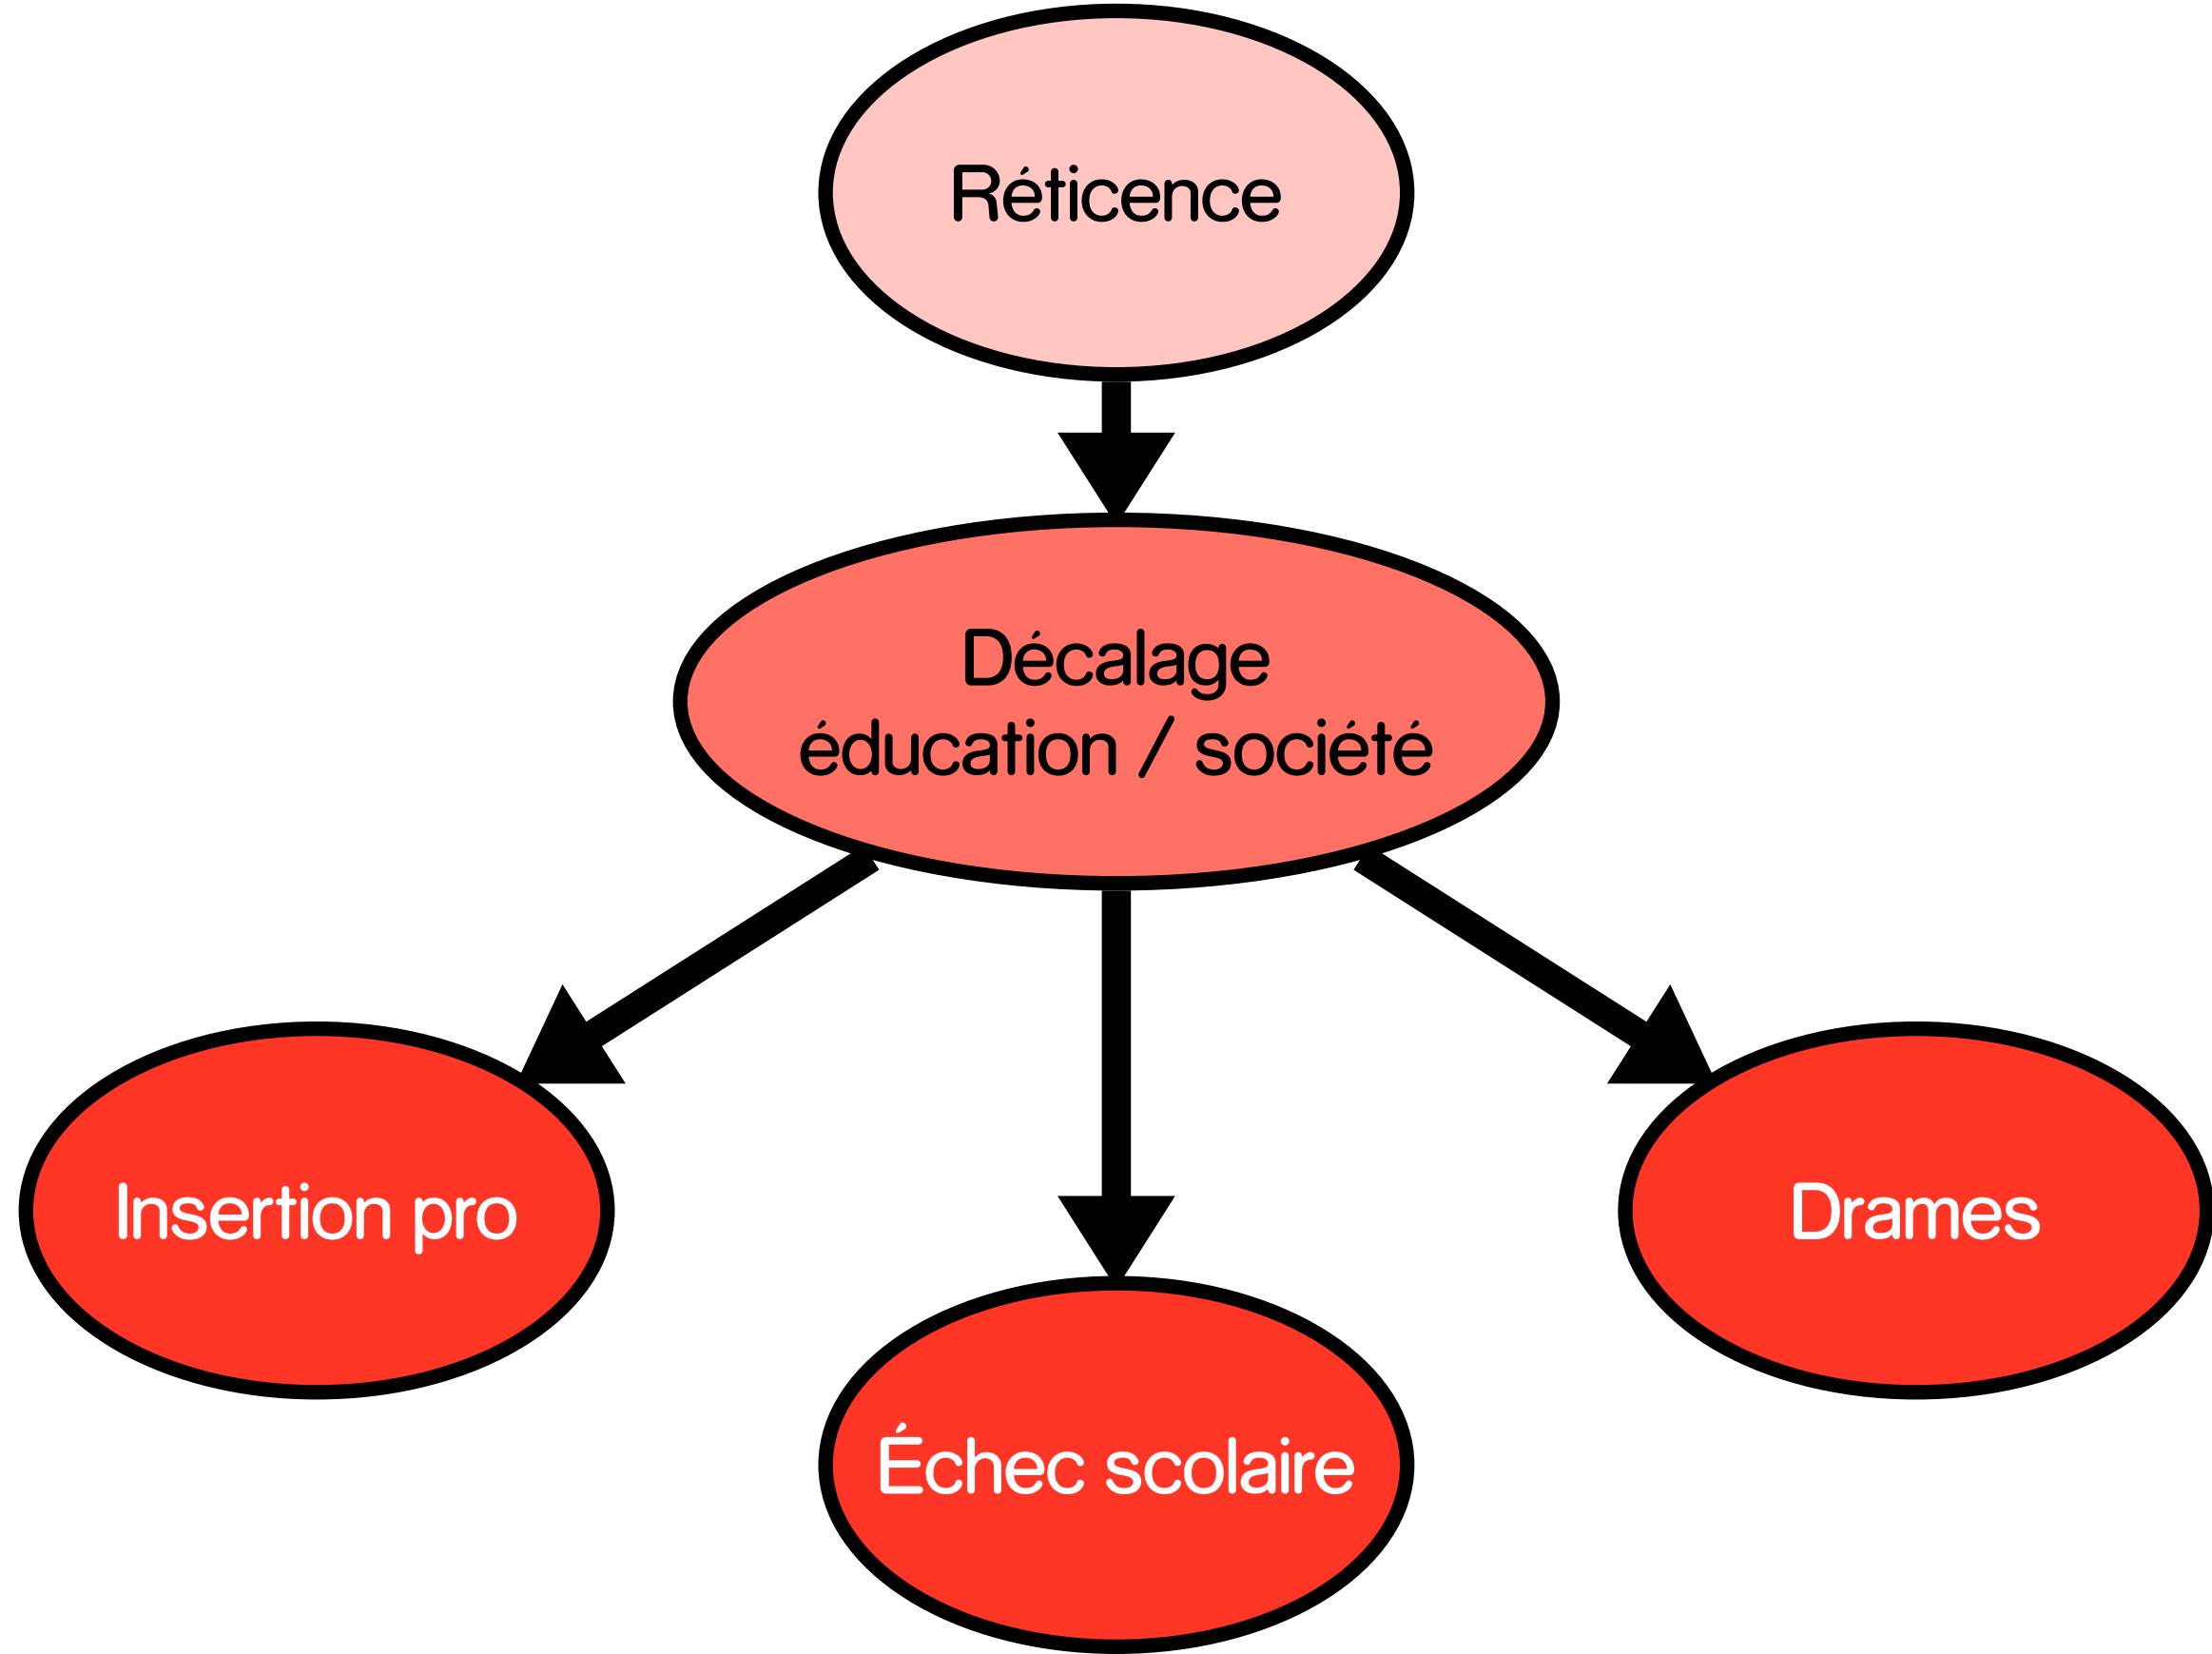 Réticence
Décalage
éducation / société
Insertion pro
Drames
Échec scolaire